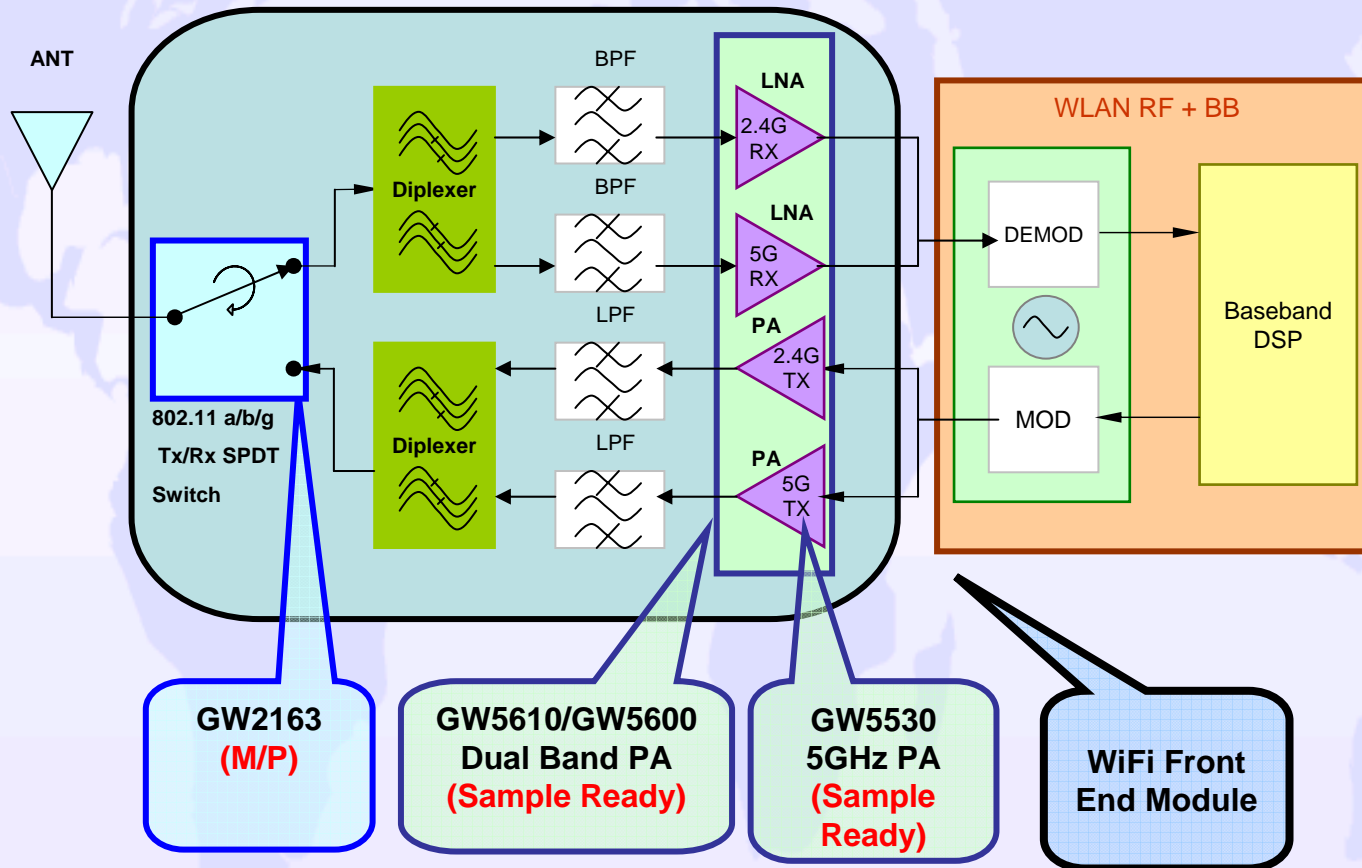 ANT
BPF
LNA
2.4G
RX
WLAN RF + BB
Diplexer
BPF
LNA
5G
RX
DEMOD
Baseband
DSP
LPF
PA
2.4G
TX
MOD
802.11 a/b/g
Tx/Rx SPDT
Switch
Diplexer
LPF
PA
5G
TX
GW2163
(M/P)
GW5610/GW5600
Dual Band PA
(Sample Ready)
GW5530
5GHz PA
(Sample
Ready)
WiFi Front
End Module